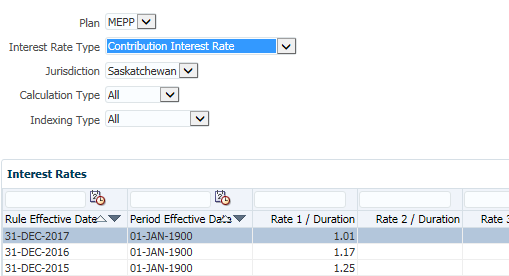 Plan MEPP
Interest Rate Type Contribution Interest Rate
Jurisdiction Saskatchewan
Calculation Type All
Indexing Type All
Interest Rates
Rule Effective Date Period Effective Date Rate 1 / Duration Rate 2 / Duration Rate 3
31-DEC-2017 01-JAN-1900 1.01
31-DEC-2016 01-JAN-1900 1.17
31-DEC-2015 01-JAN-1900 1.25